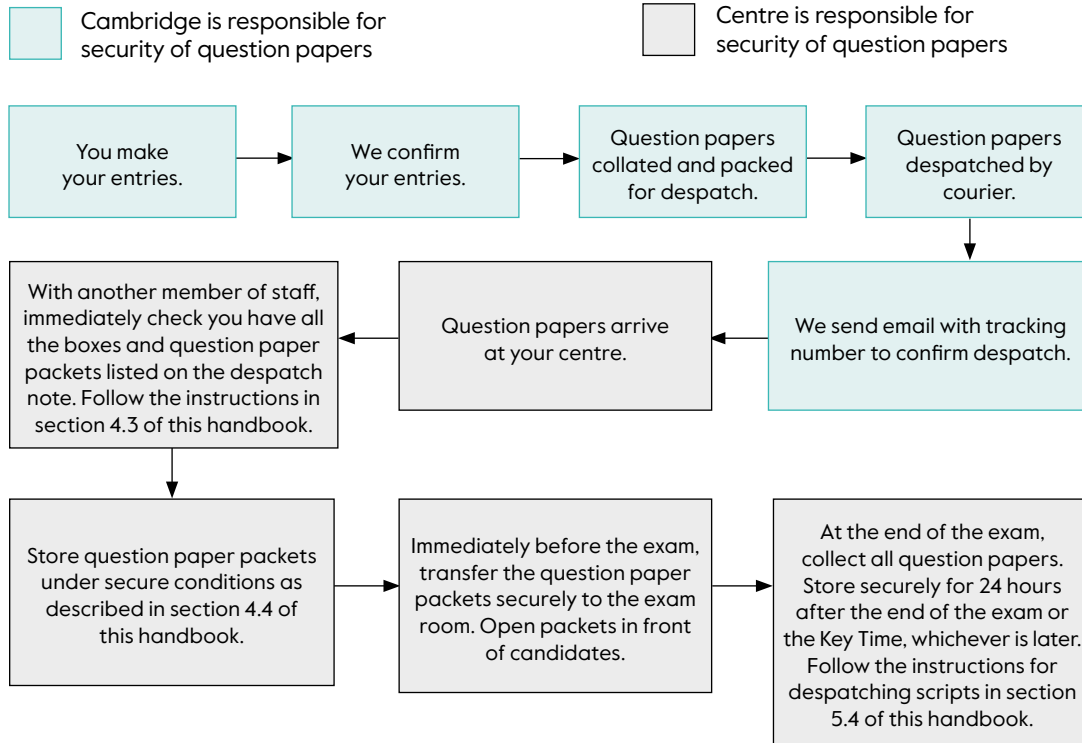 Cambridge is responsible for
security of question papers
Centre is responsible for
security of question papers
You make
your entries.
We confirm
your entries.
Question papers
collated and packed
for despatch.
Question papers
despatched by
courier.
We send email with tracking
number to confirm despatch.
Question papers arrive
at your centre.
With another member of staff,
immediately check you have all
the boxes and question paper
packets listed on the despatch
note. Follow the instructions in
section 4.3 of this handbook.
Store question paper packets
under secure conditions as
described in section 4.4 of
this handbook.
Immediately before the exam,
transfer the question paper
packets securely to the exam
room. Open packets in front
of candidates.
At the end of the exam,
collect all question papers.
Store securely for 24 hours
after the end of the exam or
the Key Time, whichever is later.
Follow the instructions for
despatching scripts in section
5.4 of this handbook.